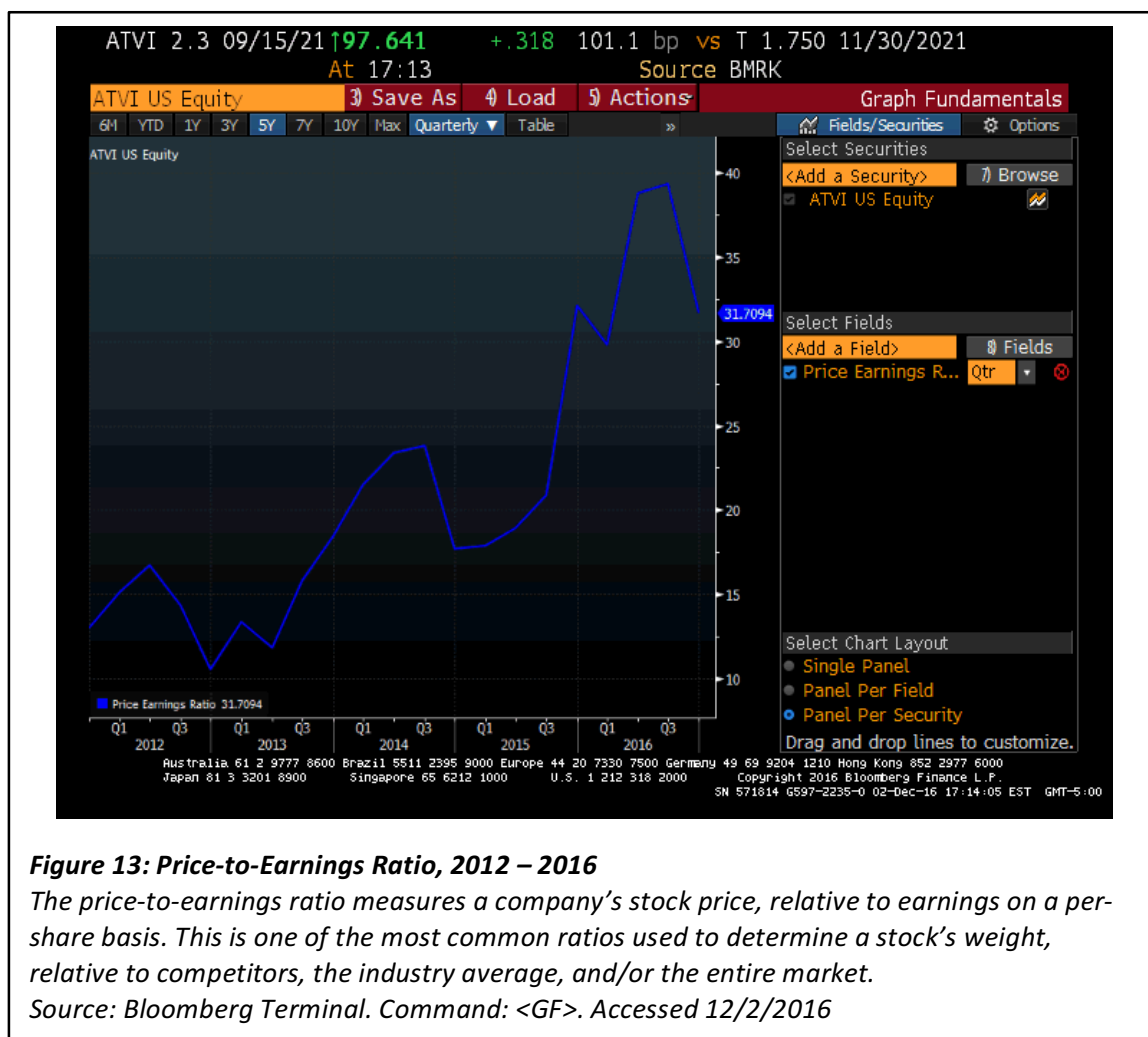 ATVI 2.3 09/15/21 ↑97.641 +.318 101.1 bp vs T 1.750 11/30/2021
At 17:13 Source BMRK
ATVI US Equity 3) Save As 4) Load 5) Actions Graph Fundamentals
6M YTD 1Y 3Y 5Y 7Y 10Y Max Quarterly ▼ Table » Fields/Securities Options
ATVI US Equity
Select Securities
<Add a Security> 7) Browse
ATVI US Equity
40
35
31.7094
30
25
20
15
10
Select Fields
<Add a Field> 8) Fields
Price Earnings R... Qtr
Select Chart Layout
Single Panel
Panel Per Field
Panel Per Security
Drag and drop lines to customize.
Price Earnings Ratio 31.7094
Q1 Q3 Q1 Q3 Q1 Q3 Q1 Q3 Q1 Q3
2012 2013 2014 2015 2016
Australia 61 2 9777 8600 Brazil 5511 2395 9000 Europe 44 20 7330 7500 Germany 49 69 9204 1210 Hong Kong 852 2977 6000
Japan 81 3 3201 8900 Singapore 65 6212 1000 U.S. 1 212 318 2000 Copyright 2016 Bloomberg Finance L.P.
SN 571814 G597-2235-0 02-Dec-16 17:14:05 EST GMT-5:00
Figure 13: Price-to-Earnings Ratio, 2012 – 2016
The price-to-earnings ratio measures a company's stock price, relative to earnings on a per-
share basis. This is one of the most common ratios used to determine a stock's weight,
relative to competitors, the industry average, and/or the entire market.
Source: Bloomberg Terminal. Command: <GF>. Accessed 12/2/2016